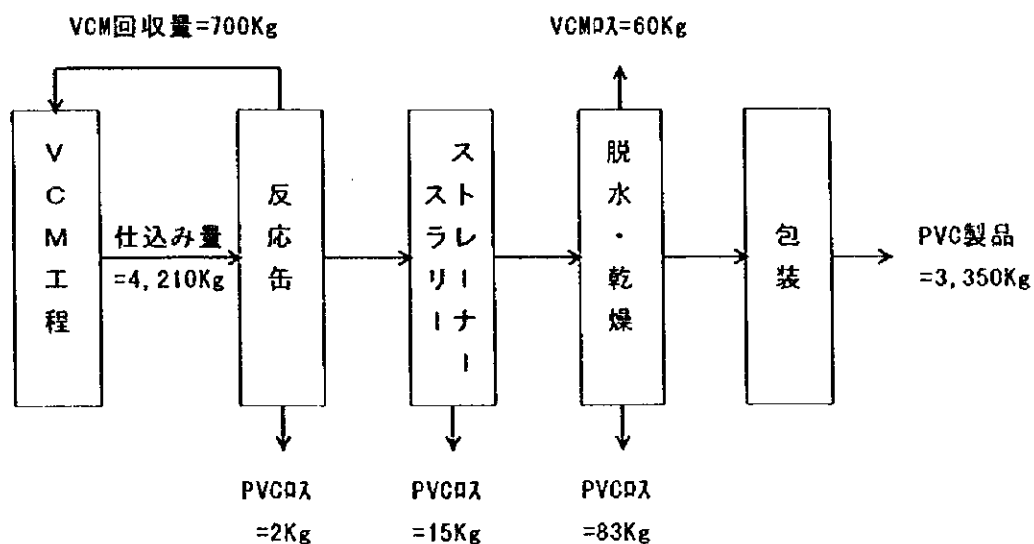 VCM回収量=700Kg
VCMロス=60Kg
VCM工程
仕込み量
=4,210Kg
反応缶
スラリー
ストレーナー
脱水・乾燥
包装
PVC製品
=3,350Kg
PVCロス
=2Kg
PVCロス
=15Kg
PVCロス
=83Kg